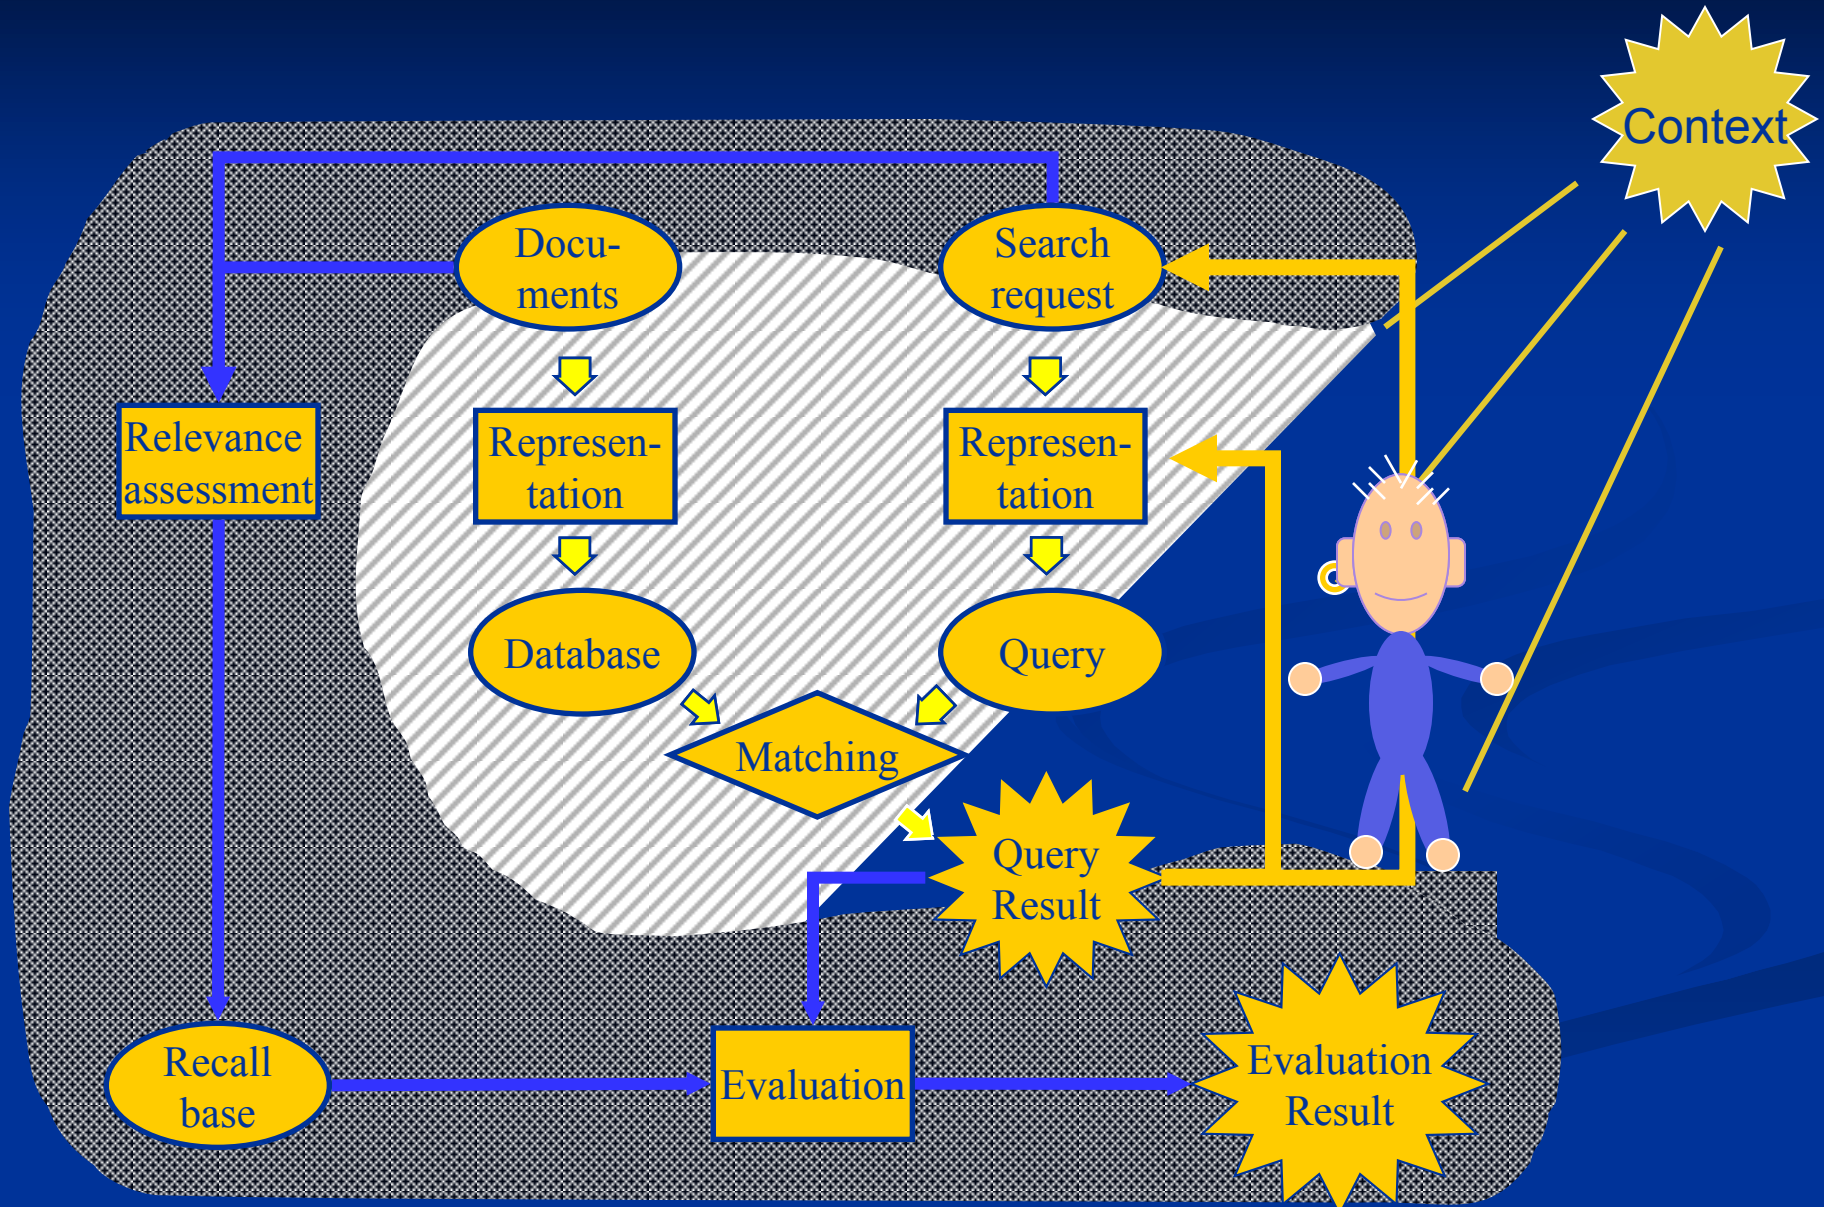 Context
Docu-
ments
Search
request
Relevance
assessment
Represen-
tation
Represen-
tation
Database
Query
Matching
Query
Result
Recall
base
Evaluation
Evaluation
Result